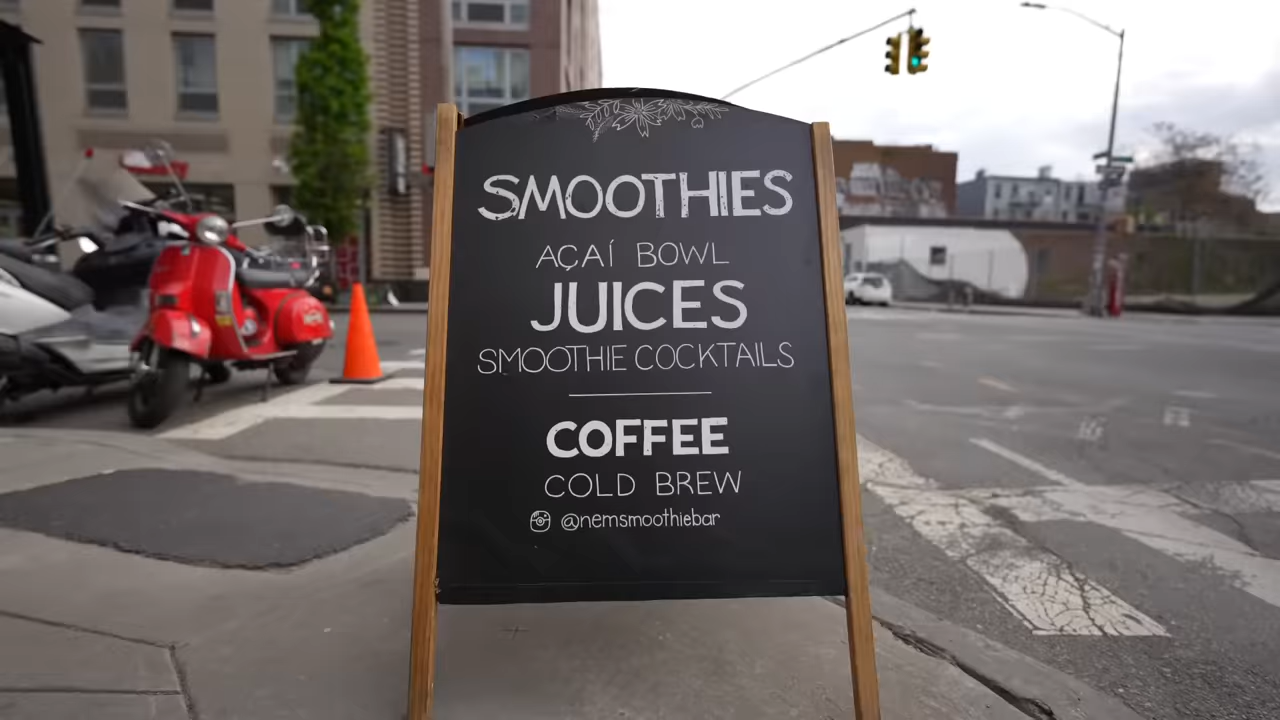 SMOOTHIES
AÇAÍ BOWL
JUICES
SMOOTHIE COCKTAILS
COFFEE
COLD BREW
@nemsmoothiebar